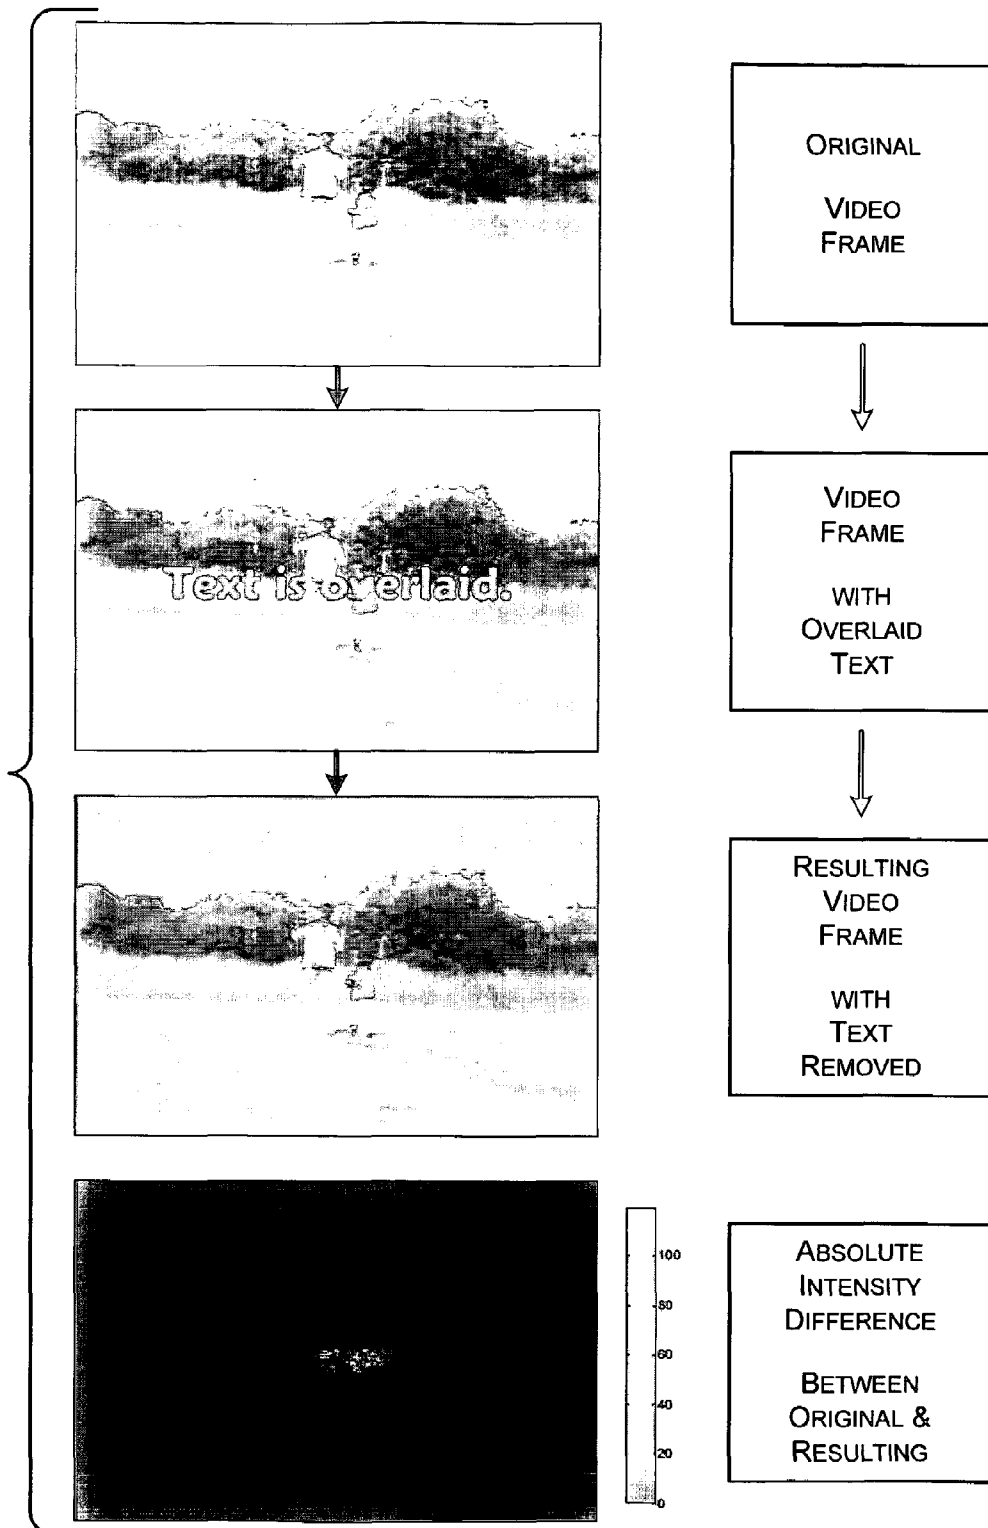 ORIGINAL
VIDEO
FRAME
Text is overlaid.
VIDEO
FRAME
WITH
OVERLAID
TEXT
RESULTING
VIDEO
FRAME
WITH
TEXT
REMOVED
100
80
60
40
20
0
ABSOLUTE
INTENSITY
DIFFERENCE
BETWEEN
ORIGINAL &
RESULTING